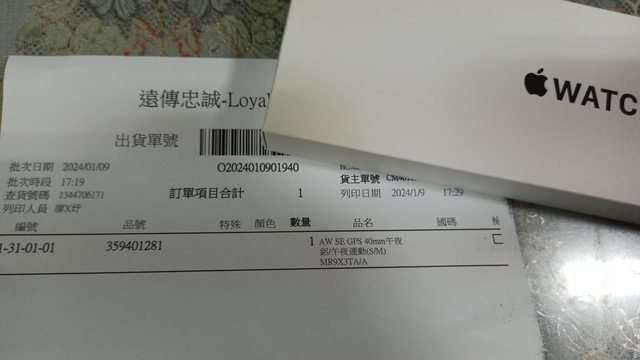 WATC
遠傳忠誠-Loyal
出貨單號
O2024010901940
批次日期 2024/01/09
批次時段 17:19
貨主單號
查貨號碼 1344706171
訂單項目合計 1
列印日期 2024/1/9 17:29
列印人員 廖X妤
編號 品號 特殊 顏色 數量 品名 國碼
1-31-01-01 359401281 1 AW SE GPS 40mm午夜
鋁/午夜運動(S/M)
MR9X3TA/A